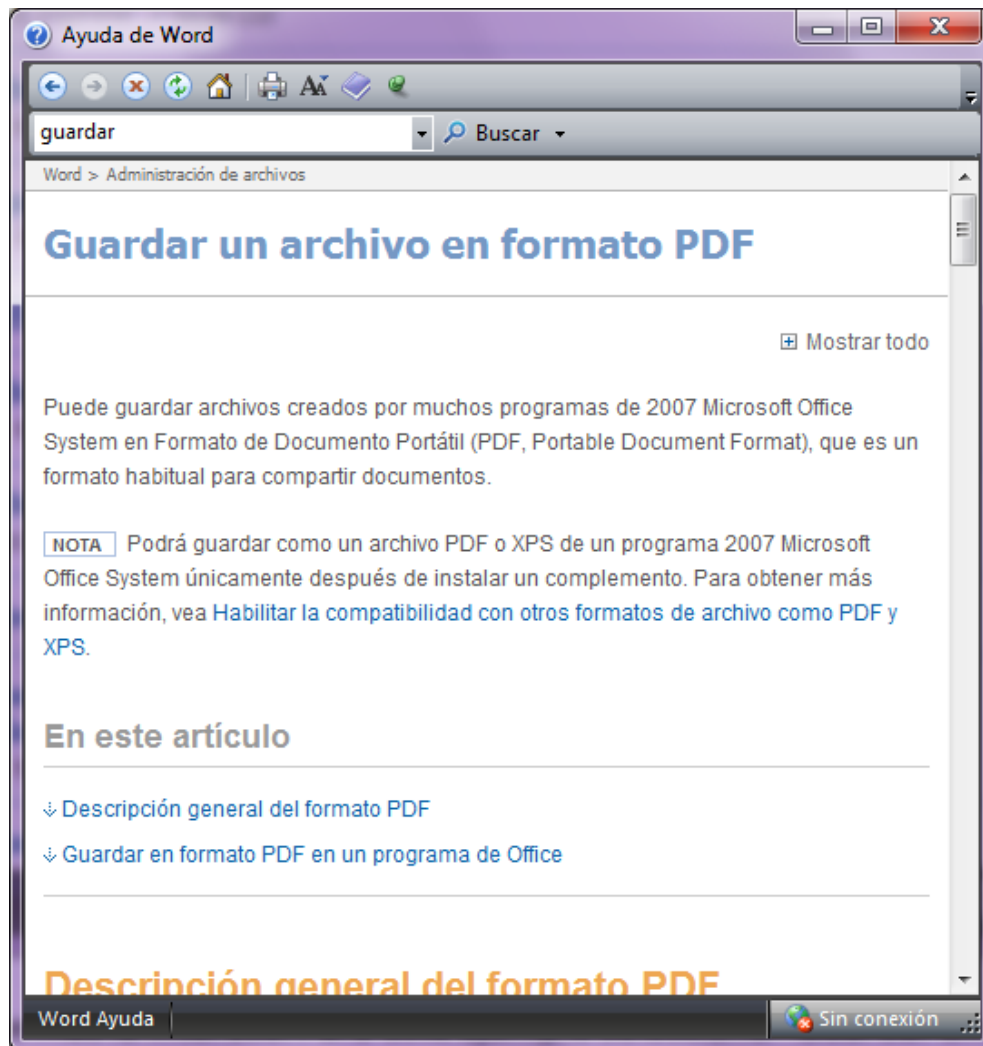 Ayuda de Word
guardar
Buscar
Word > Administración de archivos
Guardar un archivo en formato PDF
Mostrar todo
Puede guardar archivos creados por muchos programas de 2007 Microsoft Office
System en Formato de Documento Portátil (PDF, Portable Document Format), que es un
formato habitual para compartir documentos.
NOTA Podrá guardar como un archivo PDF o XPS de un programa 2007 Microsoft
Office System únicamente después de instalar un complemento. Para obtener más
información, vea Habilitar la compatibilidad con otros formatos de archivo como PDF y
XPS.
En este artículo
Descripción general del formato PDF
Guardar en formato PDF en un programa de Office
Descripción general del formato PDF
Word Ayuda
Sin conexión